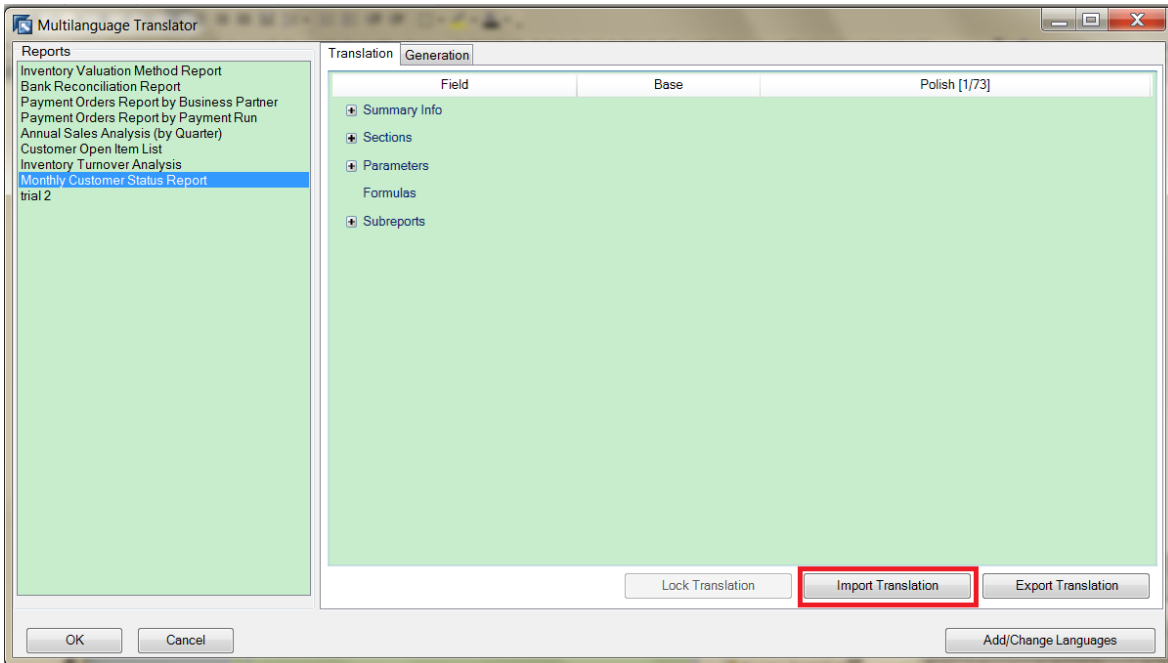 Multilanguage Translator
Reports
Inventory Valuation Method Report
Bank Reconciliation Report
Payment Orders Report by Business Partner
Payment Orders Report by Payment Run
Annual Sales Analysis (by Quarter)
Customer Open Item List
Inventory Turnover Analysis
Monthly Customer Status Report
trial 2
Translation Generation
Field Base Polish [1/73]
Summary Info
Sections
Parameters
Formulas
Subreports
Lock Translation Import Translation Export Translation
OK Cancel Add/Change Languages